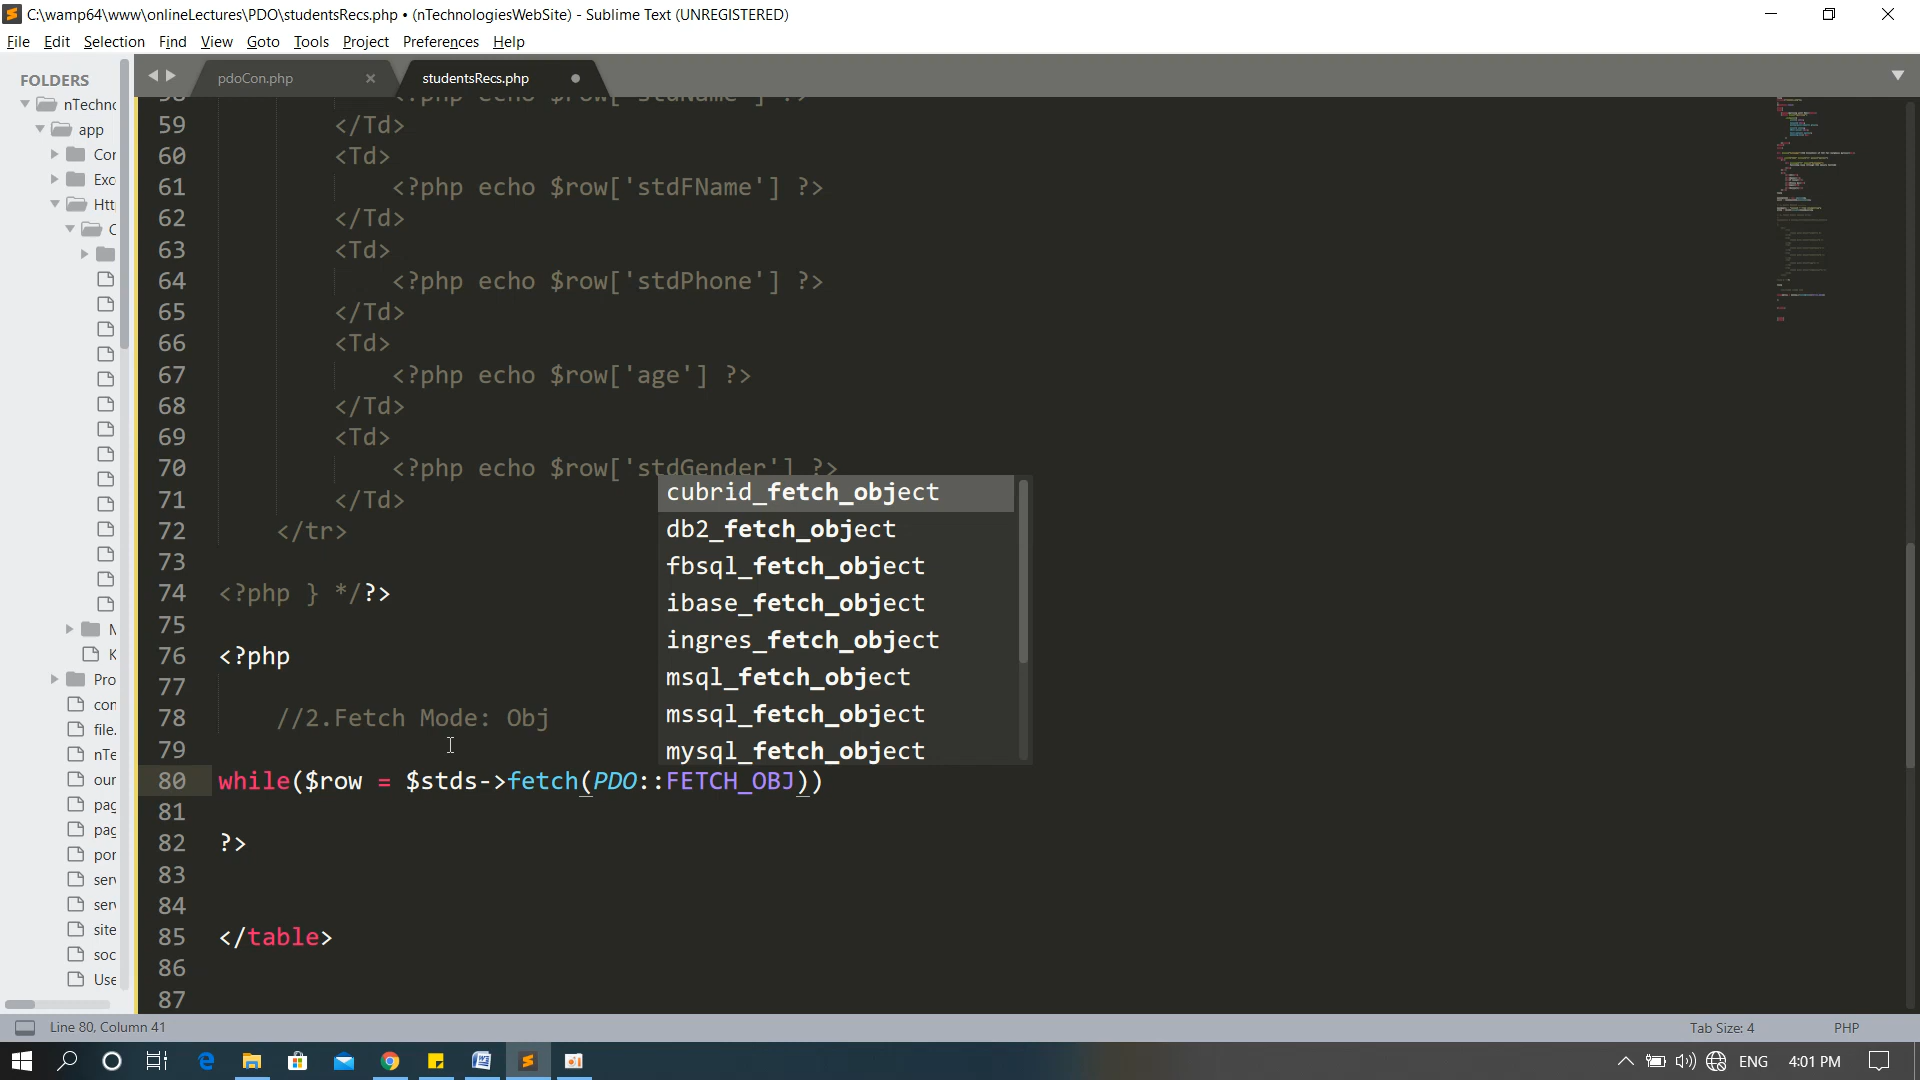 C:\wamp64\www\onlineLectures\PDO\studentsRecs.php • (nTechnologiesWebSite) - Sublime Text (UNREGISTERED)
File Edit Selection Find View Goto Tools Project Preferences Help
FOLDERS
nTechno
app
Cor
Exc
Htt
C
M
K
Pro
con
file.
nTe
our
pag
pag
por
ser
ser
site
soc
Use
pdoCon.php ×
studentsRecs.php
59 </Td>
60 <Td>
61 <?php echo $row['stdFName'] ?>
62 </Td>
63 <Td>
64 <?php echo $row['stdPhone'] ?>
65 </Td>
66 <Td>
67 <?php echo $row['age'] ?>
68 </Td>
69 <Td>
70 <?php echo $row['stdGender'] ?>
71 </Td>
72 </tr>
73
74 <?php } */?>
75
76 <?php
77
78 //2.Fetch Mode: Obj
79
80 while($row = $stds->fetch(PDO::FETCH_OBJ))
81
82 ?>
83
84
85 </table>
86
87
cubrid_fetch_object
db2_fetch_object
fbsql_fetch_object
ibase_fetch_object
ingres_fetch_object
msql_fetch_object
mssql_fetch_object
mysql_fetch_object
Line 80, Column 41
Tab Size: 4
PHP
ENG
4:01 PM